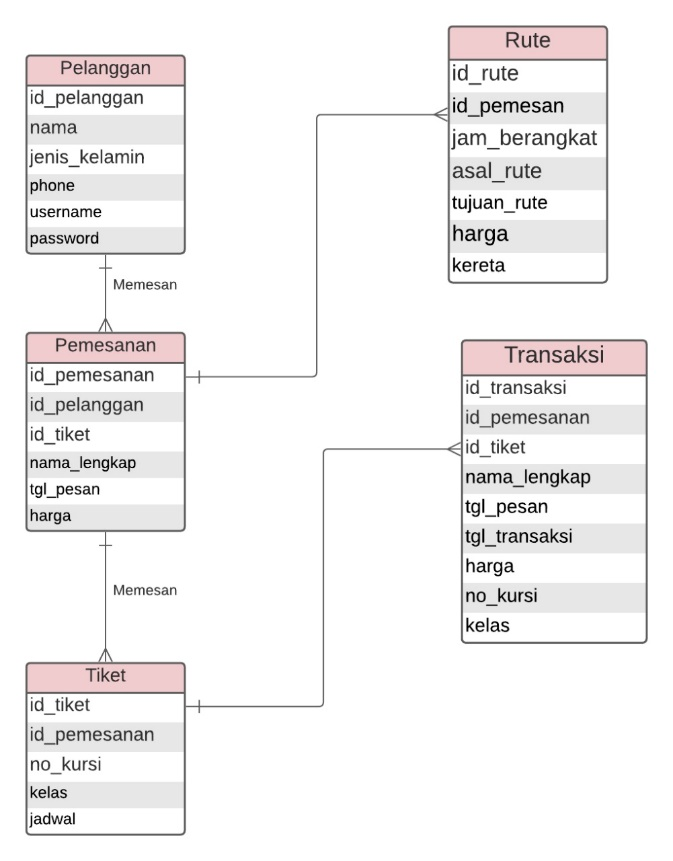 Pelanggan
id_pelanggan
nama
jenis_kelamin
phone
username
password
Memesan
Pemesanan
id_pemesanan
id_pelanggan
id_tiket
nama_lengkap
tgl_pesan
harga
Memesan
Tiket
id_tiket
id_pemesanan
no_kursi
kelas
jadwal
Rute
id_rute
id_pemesan
jam_berangkat
asal_rute
tujuan_rute
harga
kereta
Transaksi
id_transaksi
id_pemesanan
id_tiket
nama_lengkap
tgl_pesan
tgl_transaksi
harga
no_kursi
kelas